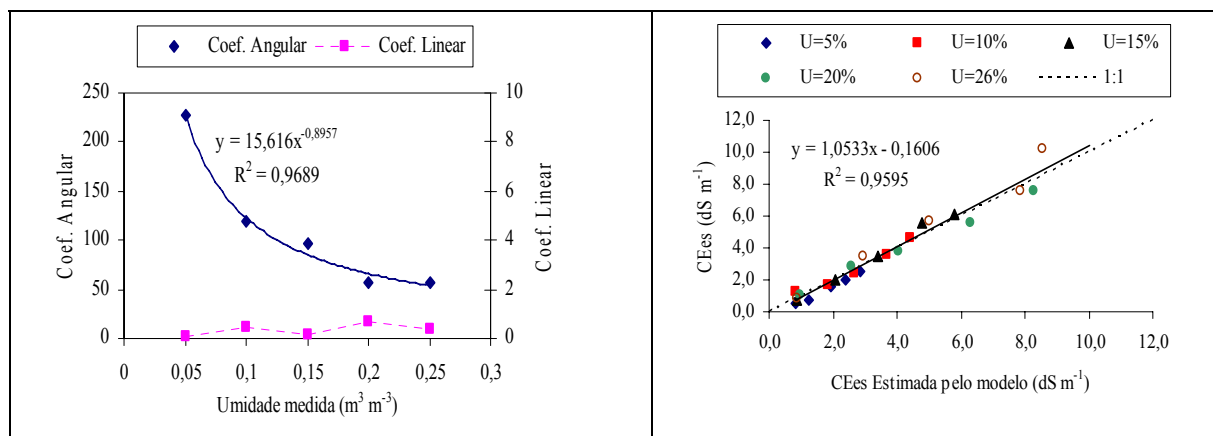 Coef. Angular Coef. Linear
250
200
150
100
50
0
Coef. Angular
10
8
6
4
2
0
Coef. Linear
y = 15,616x^-0,8957
R² = 0,9689
0 0,05 0,1 0,15 0,2 0,25 0,3
Umidade medida (m³ m⁻³)
U=5% U=10% U=15%
U=20% U=26% 1:1
12,0
10,0
8,0
6,0
4,0
2,0
0,0
CEes (dS m⁻¹)
y = 1,0533x - 0,1606
R² = 0,9595
0,0 2,0 4,0 6,0 8,0 10,0 12,0
CEes Estimada pelo modelo (dS m⁻¹)